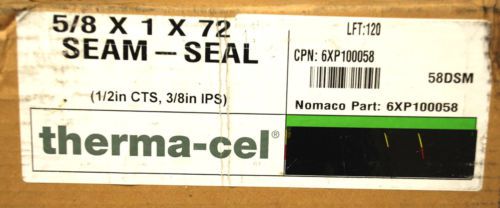 5/8 X 1 X 72
SEAM – SEAL
(1/2in CTS, 3/8in IPS)
therma-cel®
LFT:120
CPN: 6XP100058
58DSM
Nomaco Part: 6XP100058